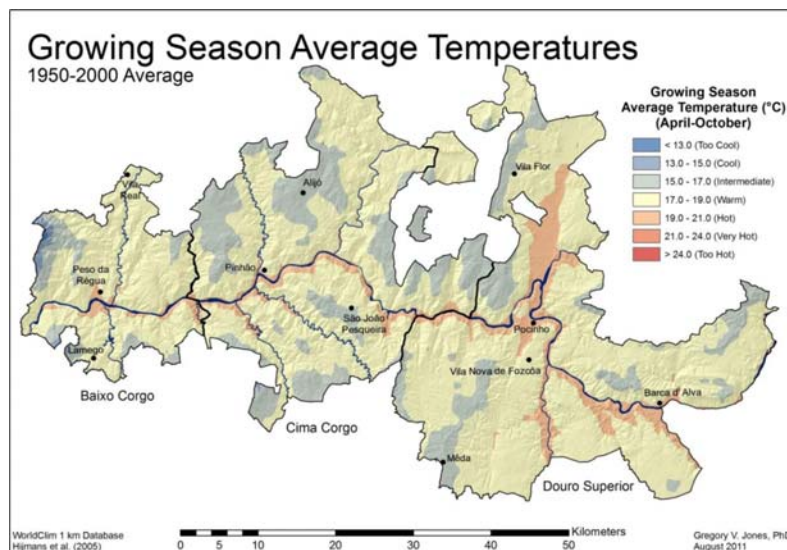 Growing Season Average Temperatures
1950-2000 Average
Growing Season
Average Temperature (°C)
(April-October)
< 13.0 (Too Cool)
13.0 - 15.0 (Cool)
15.0 - 17.0 (Intermediate)
17.0 - 19.0 (Warm)
19.0 - 21.0 (Hot)
21.0 - 24.0 (Very Hot)
> 24.0 (Too Hot)
Vila Flor
Vila
Real
Alijó
Peso da
Régua
Pinhão
São João
Pesqueira
Pocinho
Lamego
Vila Nova de Fozcôa
Barca d' Alva
Baixo Corgo
Cima Corgo
Mêda
Douro Superior
WorldClim 1 km Database
Hijmans et al. (2005)
Kilometers
0 2 4 6 8 10 20 30 40 50
Gregory V. Jones, PhD
August 2011